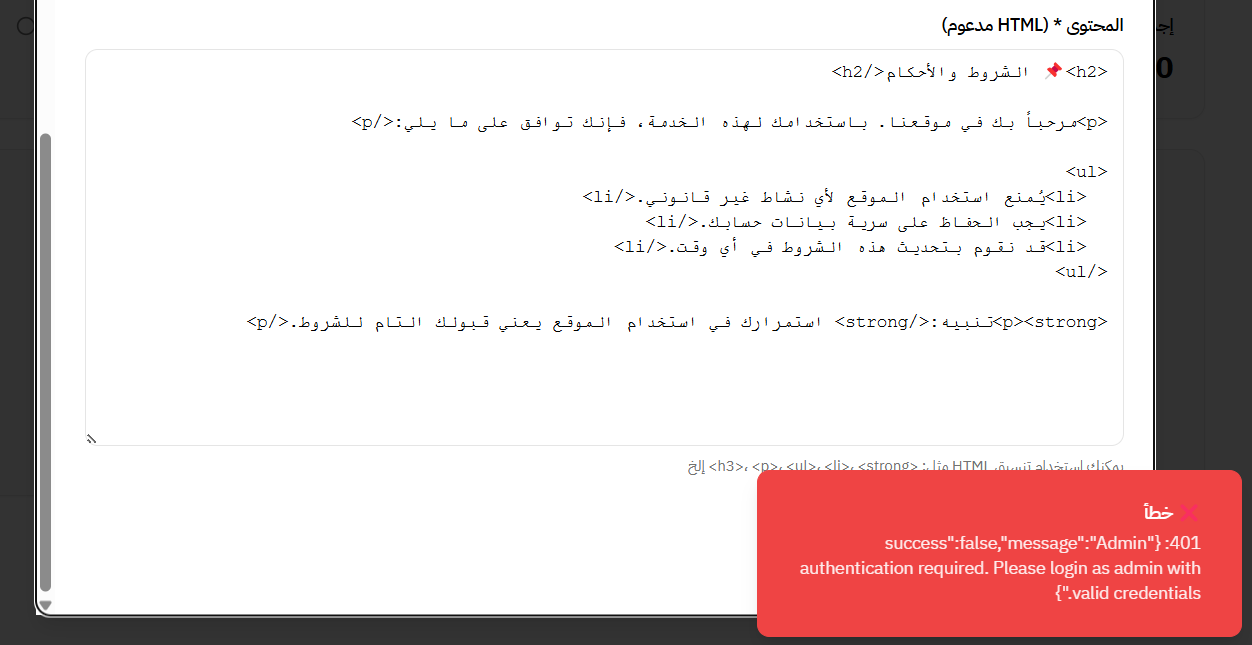 المحتوى * (HTML مدعوم)
إج
0
<h2>📌 الشروط والأحكام</h2>
<p>مرحباً بك في موقعنا. باستخدامك لهذه الخدمة، فإنك توافق على ما يلي:</p>
<ul>
<li>يُمنع استخدام الموقع لأي نشاط غير قانوني.</li>
<li>يجب الحفاظ على سرية بيانات حسابك.</li>
<li>قد نقوم بتحديث هذه الشروط في أي وقت.</li>
</ul>
<p><strong>تنبيه:</strong> استمرارك في استخدام الموقع يعني قبولك التام للشروط.</p>
يمكنك استخدام تنسيق HTML مثل: <h3>، <p>، <ul>، <li>، <strong> إلخ
❌ خطأ
401: {"success":false,"message":"Admin
authentication required. Please login as admin with
valid credentials."}